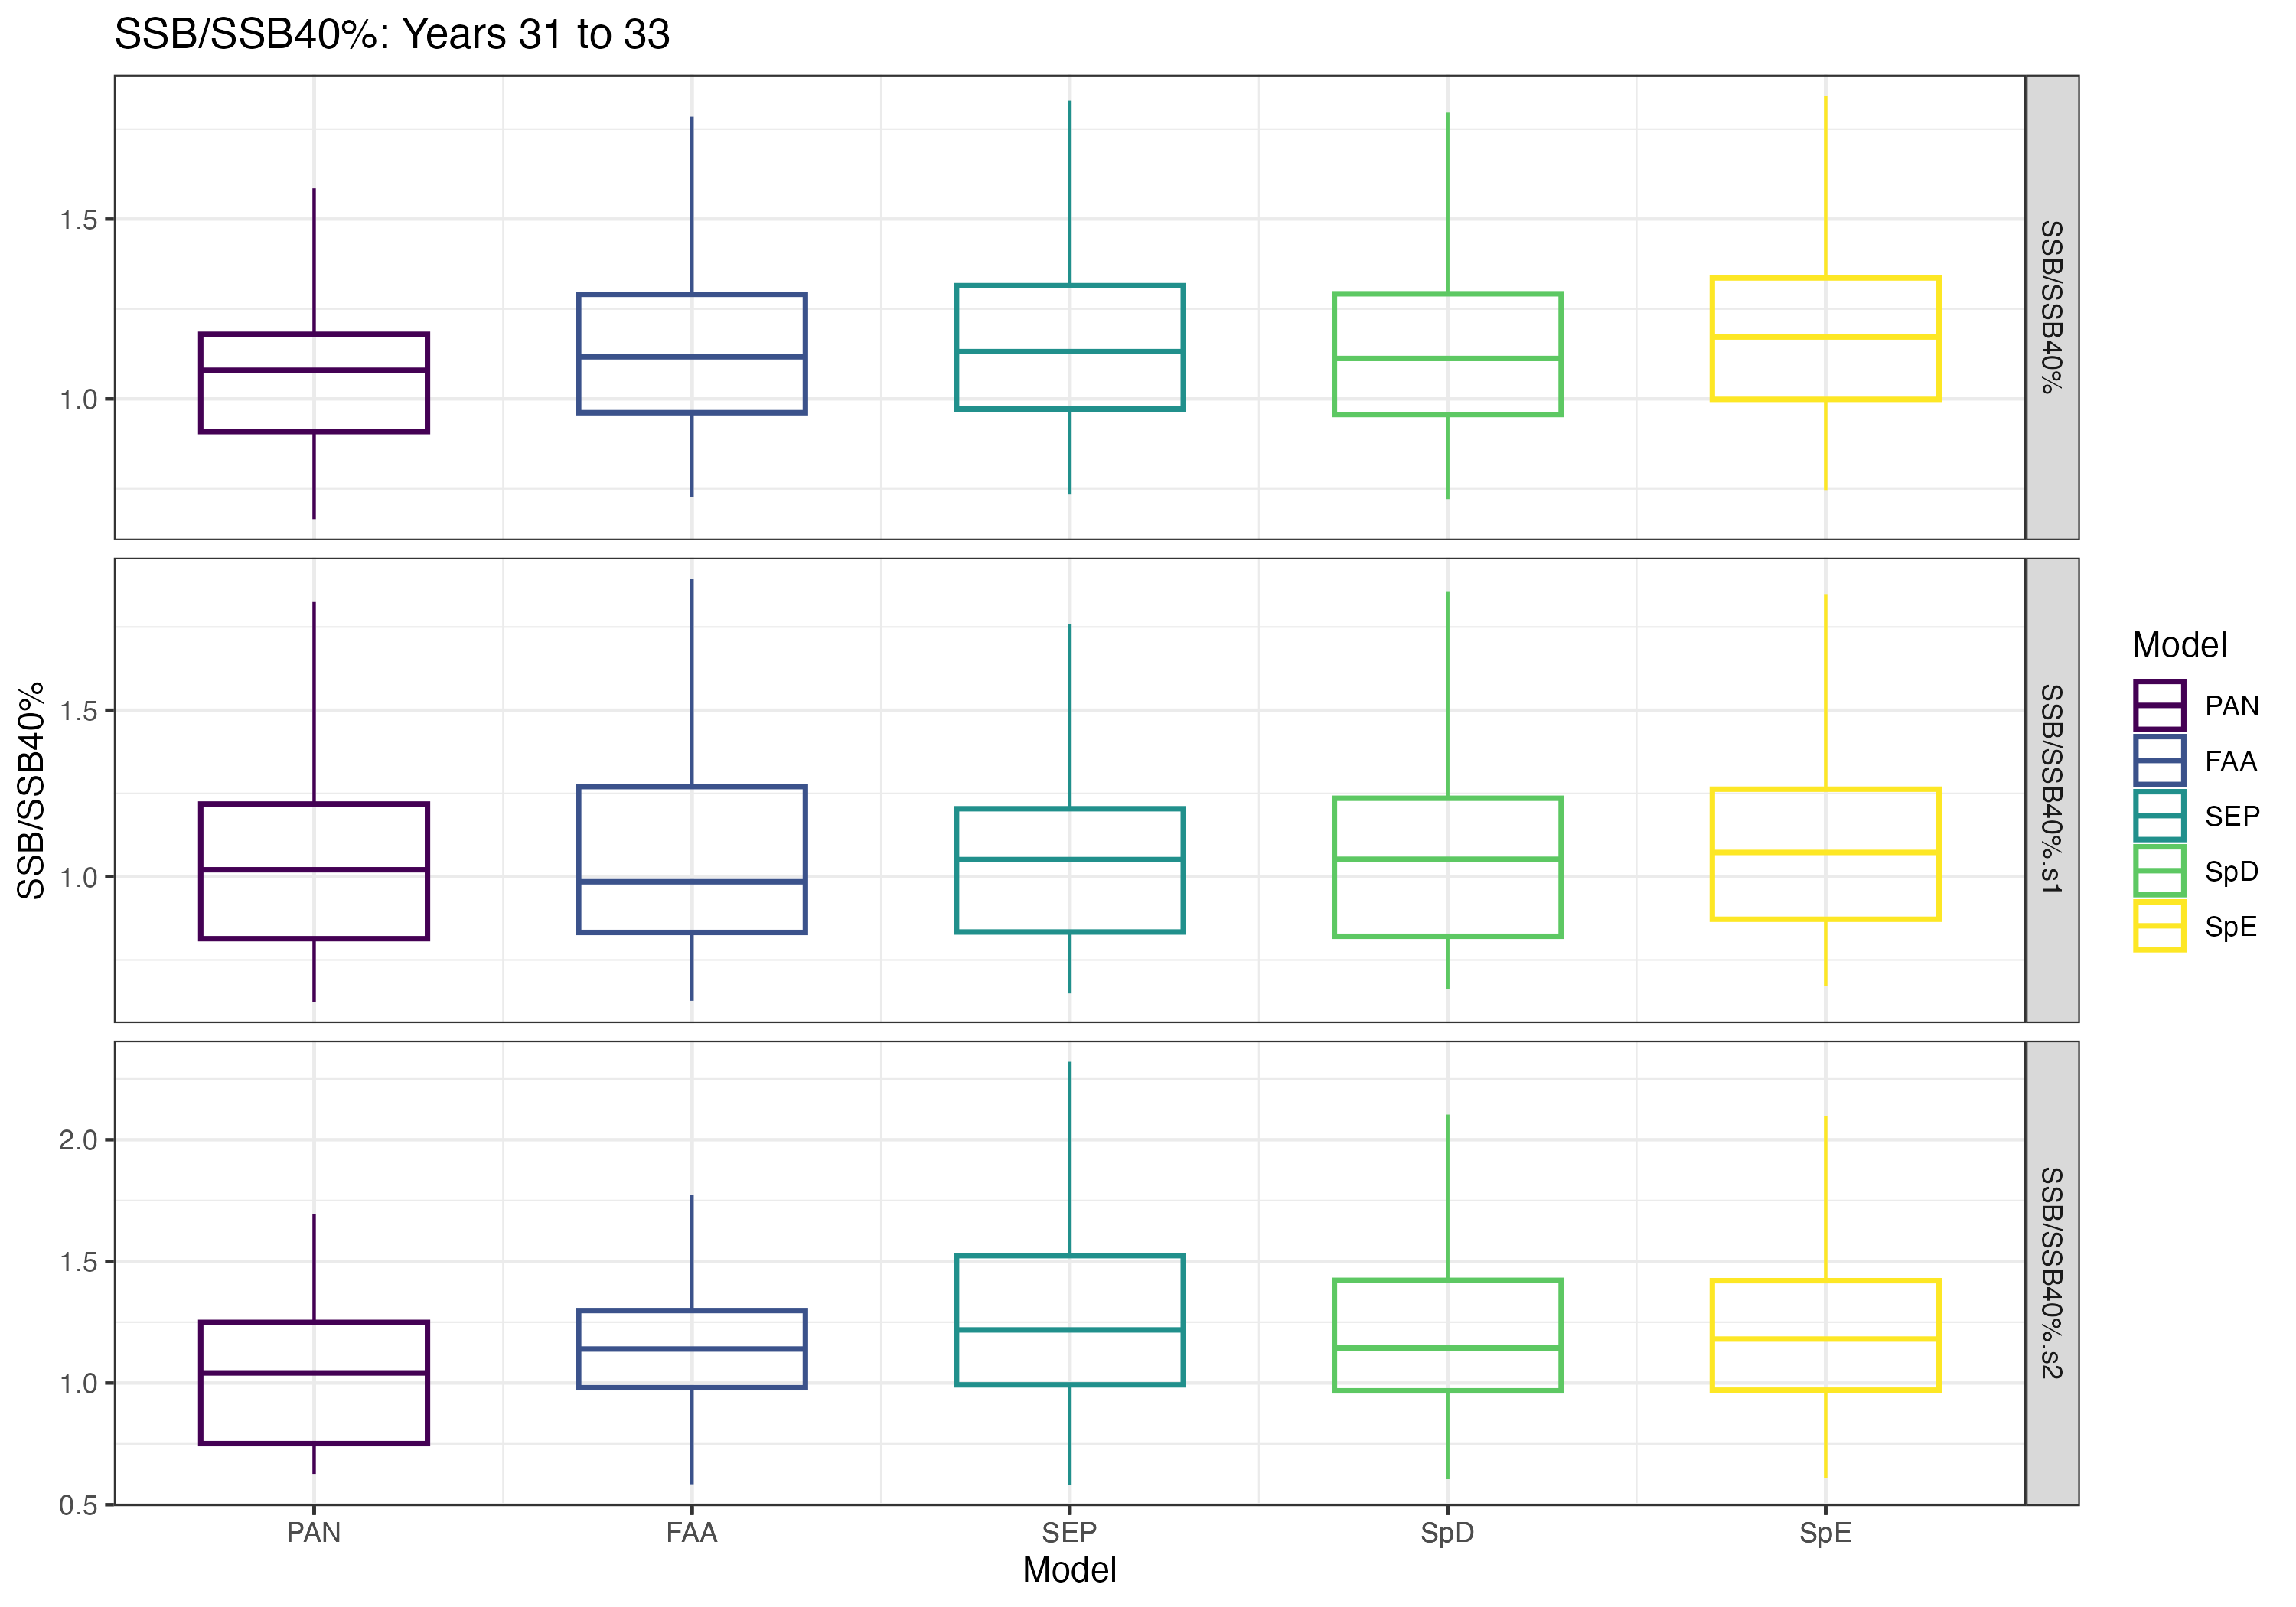 SSB/SSB40%: Years 31 to 33
SSB/SSB40%
1.5
1.0
SSB/SSB40%
1.5
1.0
SSB/SSB40%.s1
2.0
1.5
1.0
0.5
SSB/SSB40%.s2
PAN FAA SEP SpD SpE
Model
Model
PAN
FAA
SEP
SpD
SpE